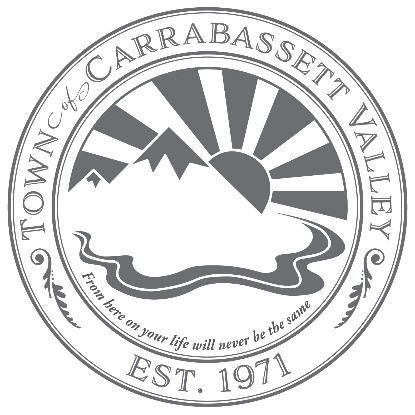 TOWN of CARRABASSETT VALLEY
From here on your life will never be the same
EST. 1971